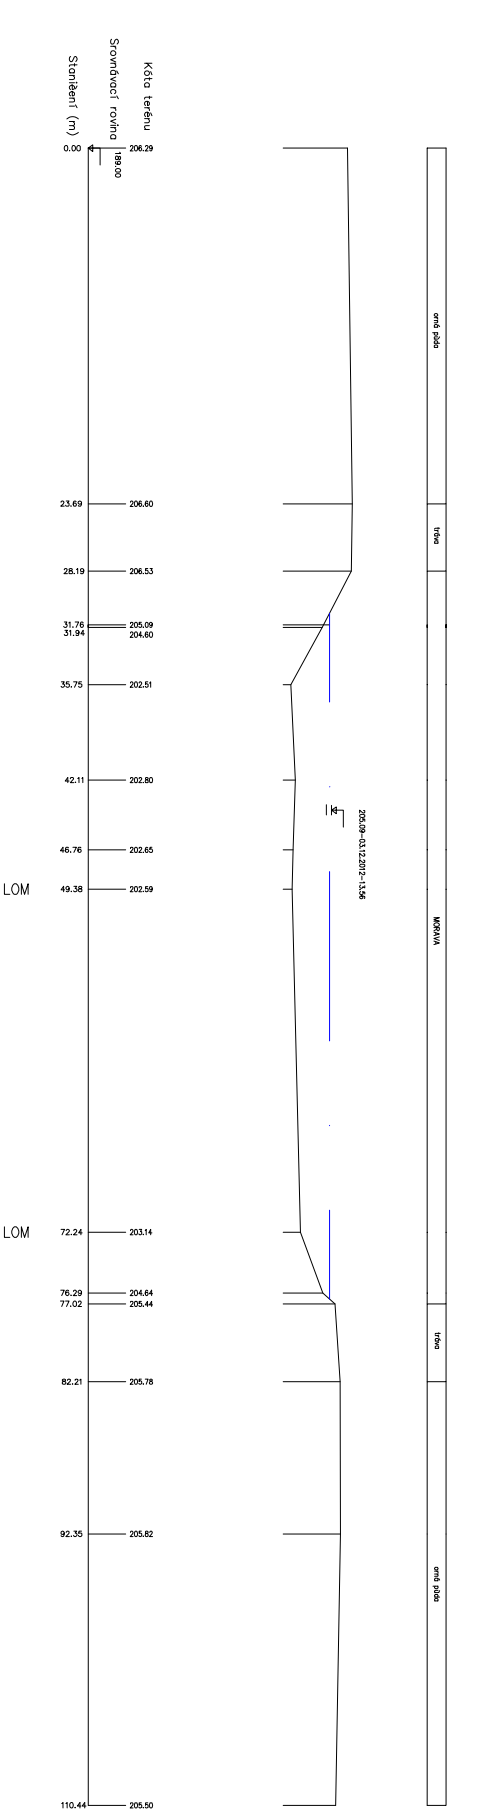 Kóta terénu
Srovnávací rovina
Staničení (m)
189.00
0.00 206.29
orná půda
23.69 206.60
tráva
28.19 206.53
31.76 205.09
31.94 204.60
35.75 202.51
42.11 202.80
205.09-03.12.2012-13.56
46.76 202.65
LOM 49.38 202.59
MORAVA
LOM 72.24 203.14
76.29 204.64
77.02 205.44
tráva
82.21 205.78
92.35 205.82
orná půda
110.44 205.50